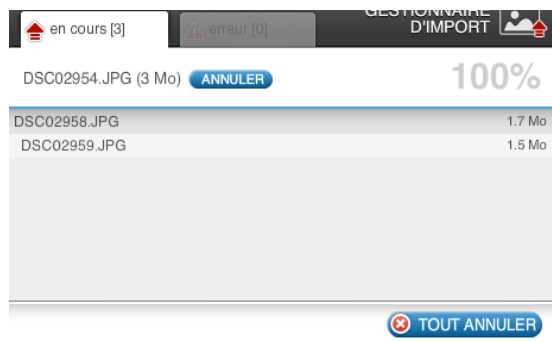 GESTIONNAIRE
D'IMPORT
en cours [3]
erreur [0]
DSC02954.JPG (3 Mo) ANNULER 100%
DSC02958.JPG 1.7 Mo
DSC02959.JPG 1.5 Mo
TOUT ANNULER